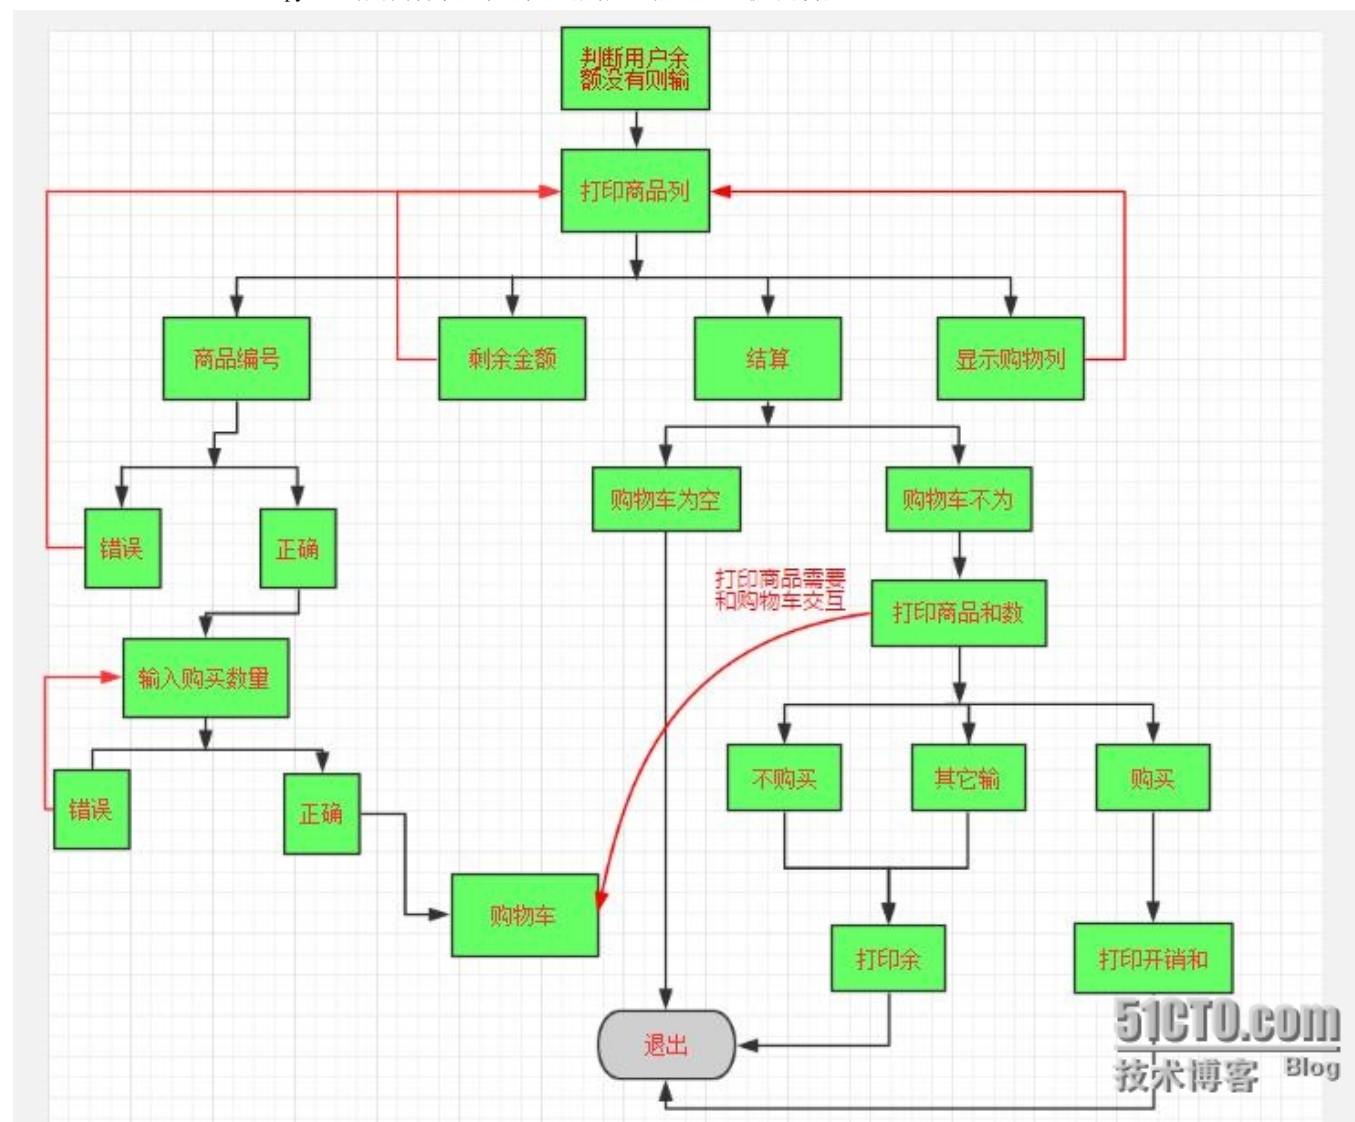 判断用户余
额没有则输
打印商品列
商品编号
剩余金额
结算
显示购物列
购物车为空
购物车不为
错误
正确
打印商品需要
和购物车交互
打印商品和数
输入购买数量
不购买
其它输
购买
错误
正确
购物车
打印余
打印开销和
退出
51CTO.com
技术博客 Blog